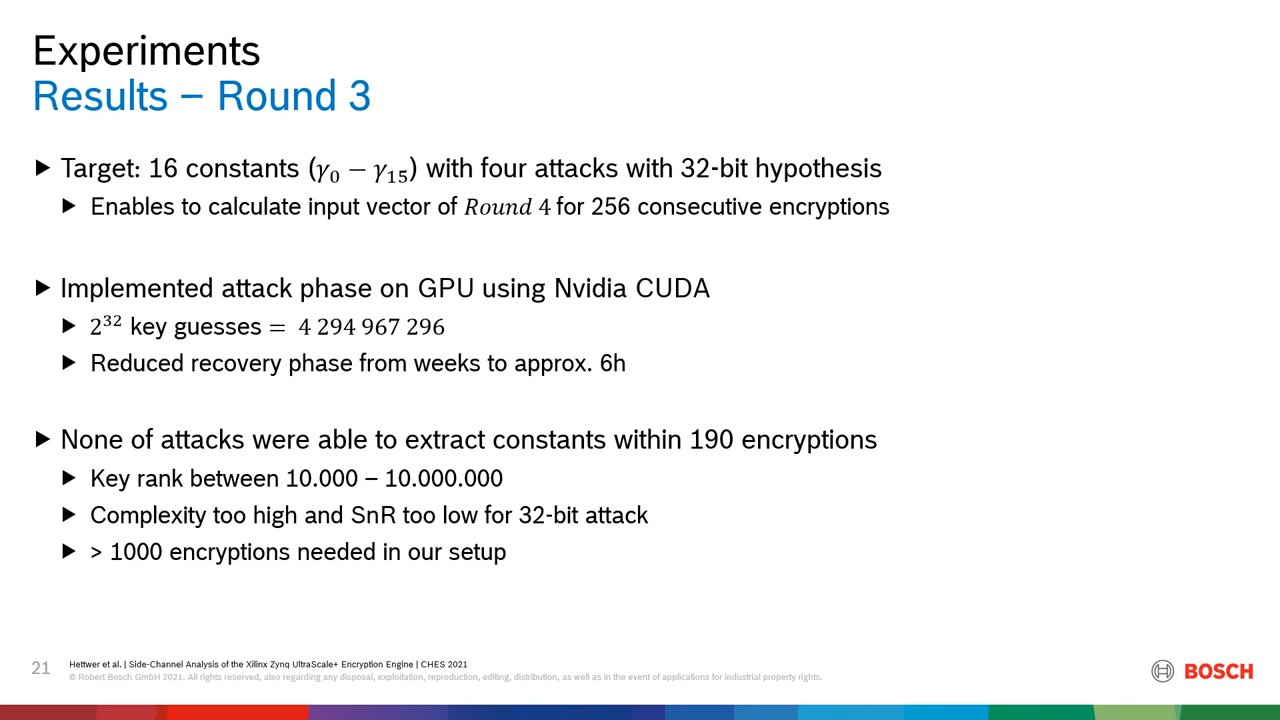 Experiments
Results – Round 3
▶ Target: 16 constants (γ₀ − γ₁₅) with four attacks with 32-bit hypothesis
▶ Enables to calculate input vector of Round 4 for 256 consecutive encryptions
▶ Implemented attack phase on GPU using Nvidia CUDA
▶ 2³² key guesses = 4 294 967 296
▶ Reduced recovery phase from weeks to approx. 6h
▶ None of attacks were able to extract constants within 190 encryptions
▶ Key rank between 10.000 – 10.000.000
▶ Complexity too high and SnR too low for 32-bit attack
▶ > 1000 encryptions needed in our setup
21
Hettwer et al. | Side-Channel Analysis of the Xilinx Zynq UltraScale+ Encryption Engine | CHES 2021
© Robert Bosch GmbH 2021. All rights reserved, also regarding any disposal, exploitation, reproduction, editing, distribution, as well as in the event of applications for industrial property rights.
BOSCH